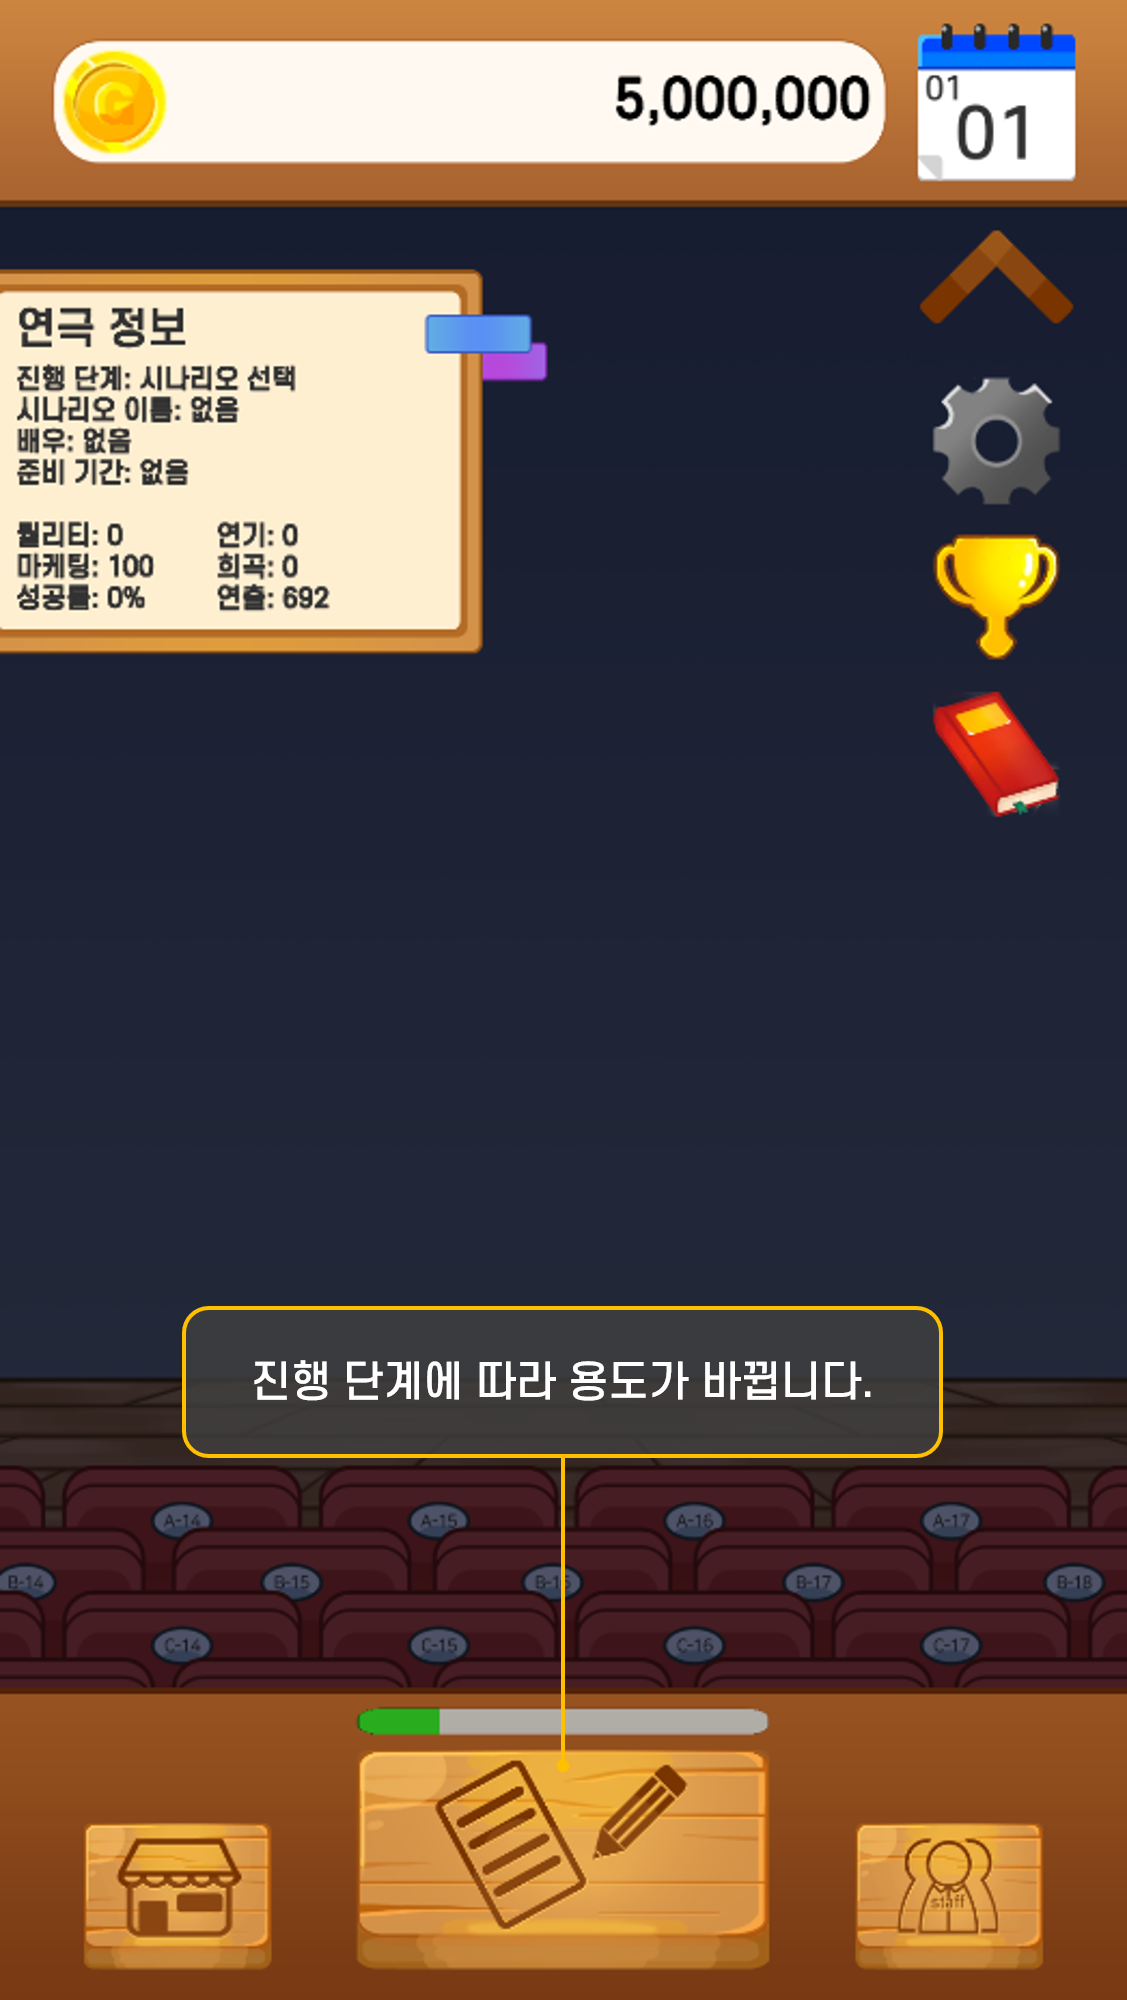 5,000,000
01
01
연극 정보
진행 단계: 시나리오 선택
시나리오 이름: 없음
배우: 없음
준비 기간: 없음
퀄리티: 0 연기: 0
마케팅: 100 희곡: 0
성공률: 0% 연출: 692
진행 단계에 따라 용도가 바뀝니다.
A-14 A-15 A-16 A-17
B-14 B-15 B-16 B-17 B-18
C-14 C-15 C-16 C-17
staff